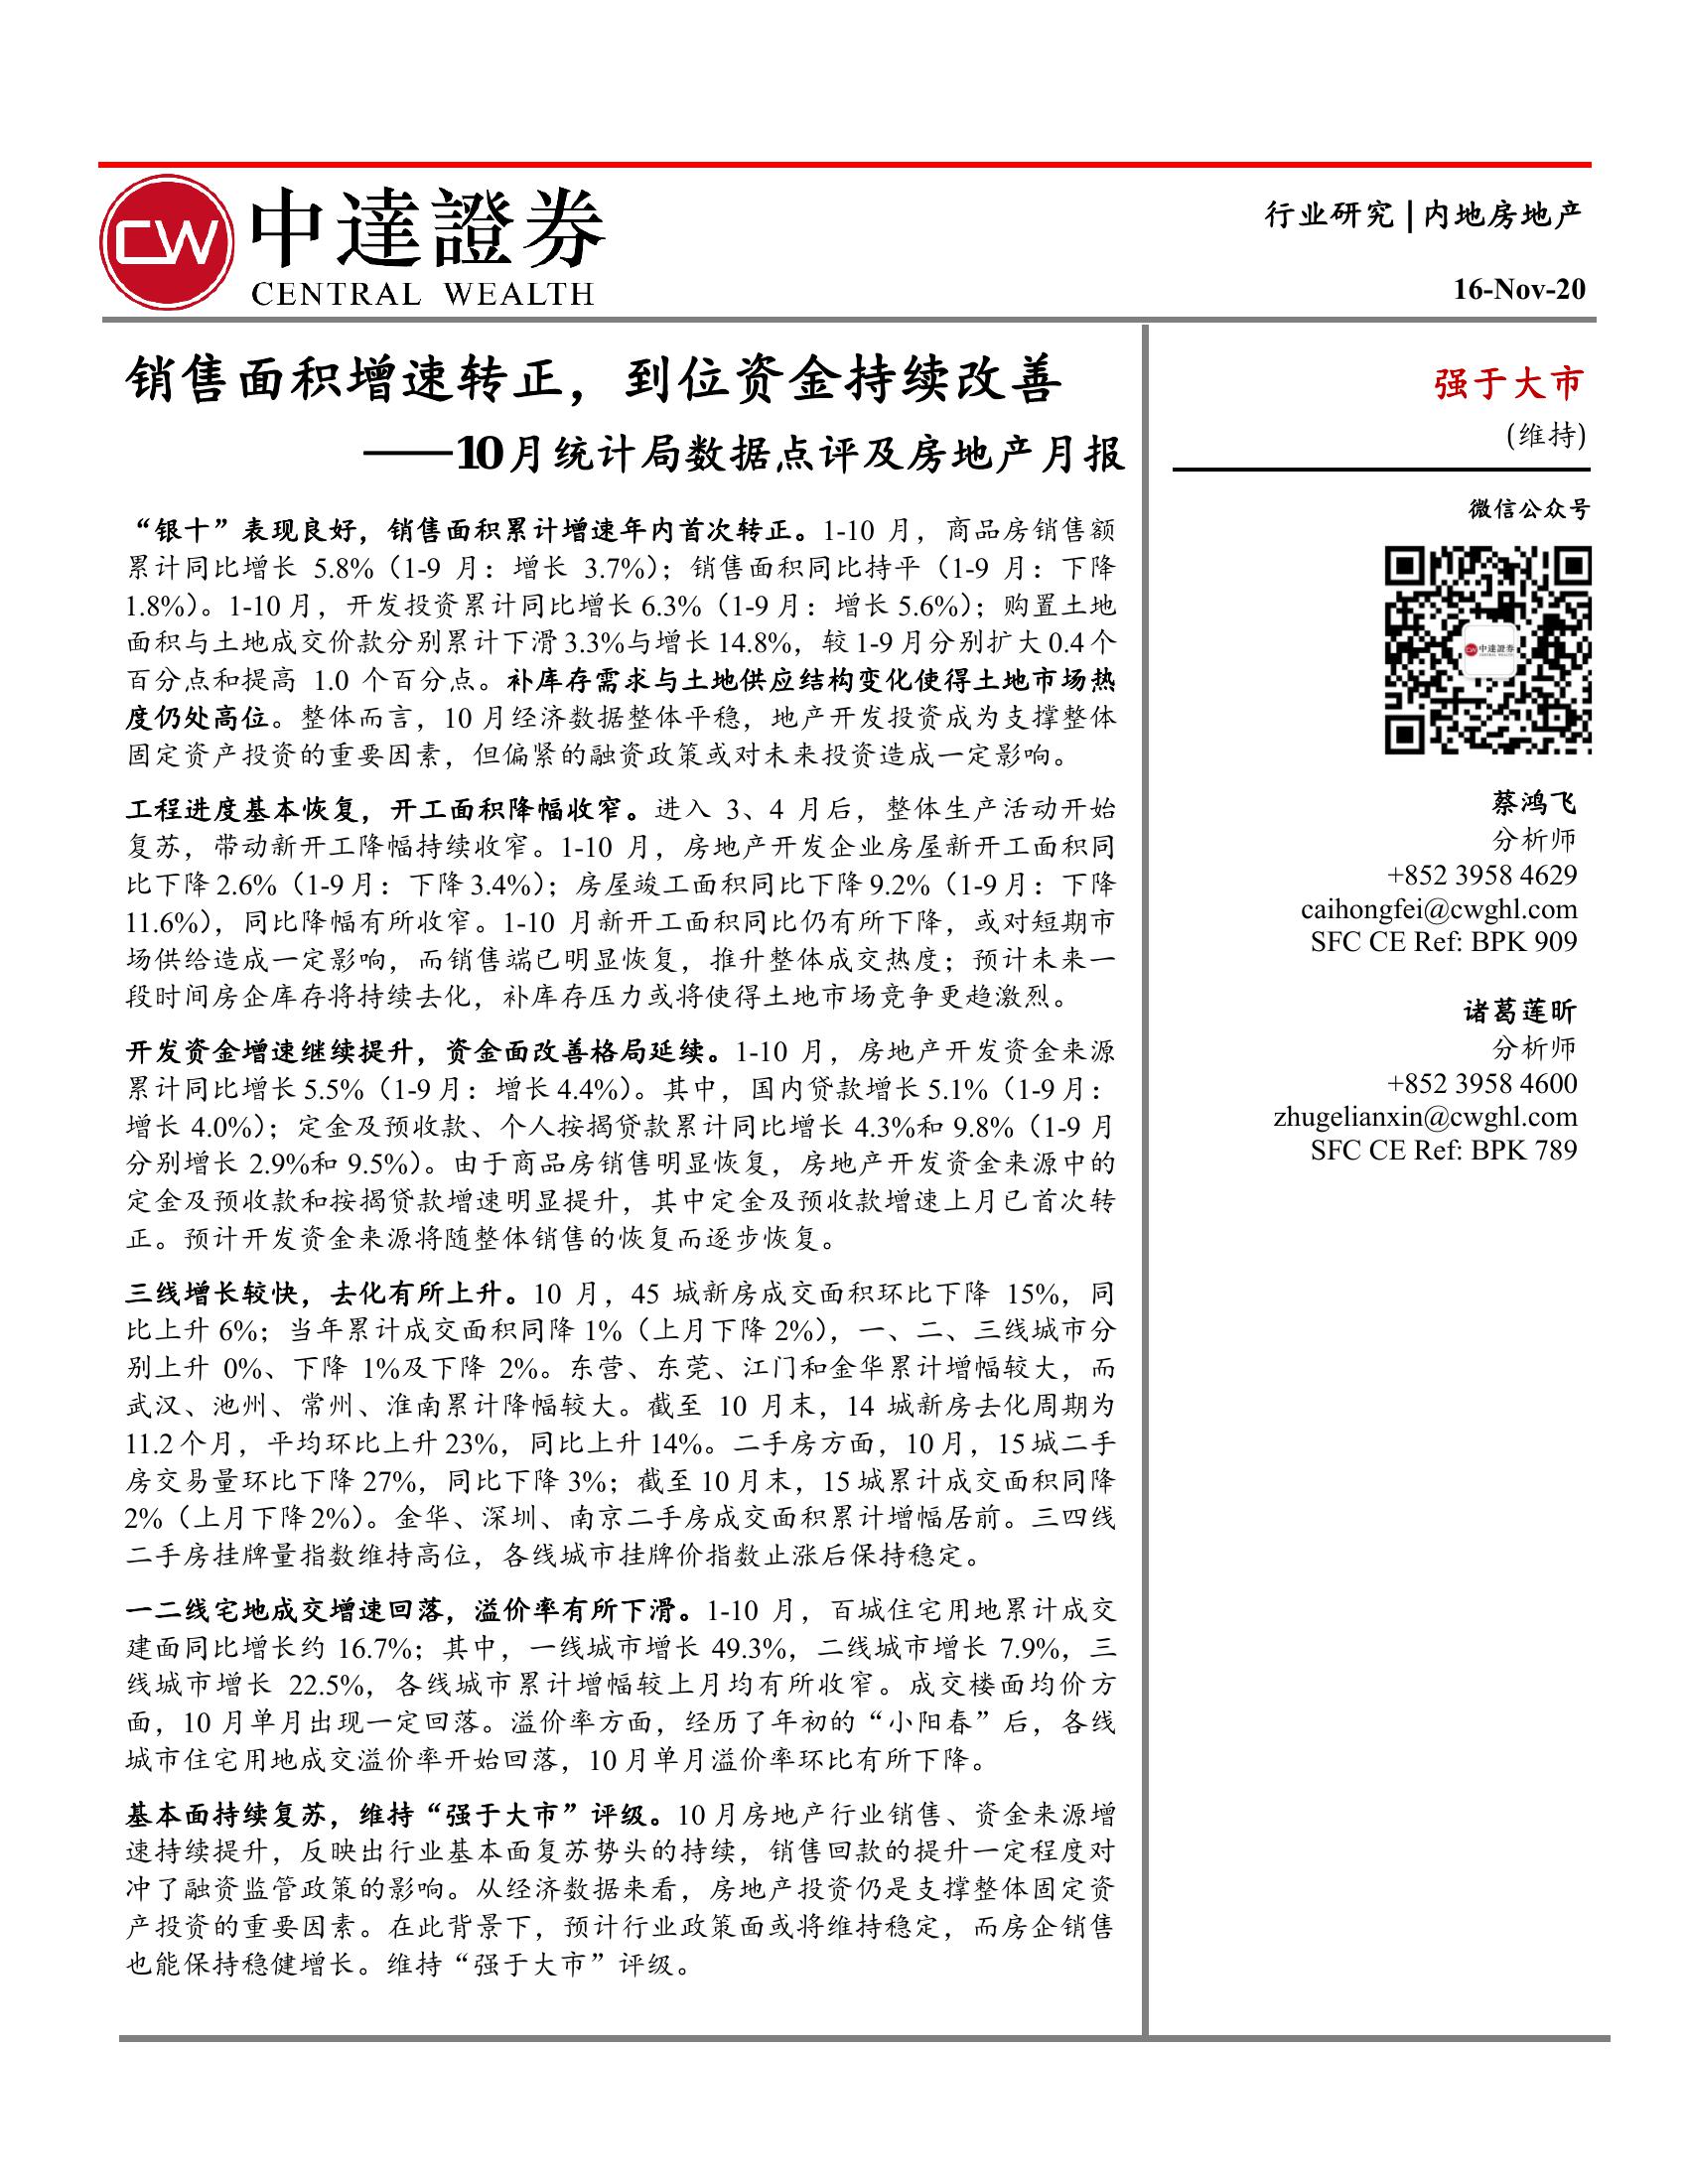 CW
中達證券
CENTRAL WEALTH
行业研究|内地房地产
16-Nov-20
销售面积增速转正，到位资金持续改善
——10月统计局数据点评及房地产月报
“银十”表现良好，销售面积累计增速年内首次转正。1-10 月，商品房销售额
累计同比增长 5.8%（1-9 月：增长 3.7%）；销售面积同比持平（1-9 月：下降
1.8%）。1-10 月，开发投资累计同比增长 6.3%（1-9 月：增长 5.6%）；购置土地
面积与土地成交价款分别累计下滑 3.3%与增长 14.8%，较 1-9 月分别扩大 0.4 个
百分点和提高 1.0 个百分点。补库存需求与土地供应结构变化使得土地市场热
度仍处高位。整体而言，10 月经济数据整体平稳，地产开发投资成为支撑整体
固定资产投资的重要因素，但偏紧的融资政策或对未来投资造成一定影响。
工程进度基本恢复，开工面积降幅收窄。进入 3、4 月后，整体生产活动开始
复苏，带动新开工降幅持续收窄。1-10 月，房地产开发企业房屋新开工面积同
比下降 2.6%（1-9 月：下降 3.4%）；房屋竣工面积同比下降 9.2%（1-9 月：下降
11.6%），同比降幅有所收窄。1-10 月新开工面积同比仍有所下降，或对短期市
场供给造成一定影响，而销售端已明显恢复，推升整体成交热度；预计未来一
段时间房企库存将持续去化，补库存压力或将使得土地市场竞争更趋激烈。
开发资金增速继续提升，资金面改善格局延续。1-10 月，房地产开发资金来源
累计同比增长 5.5%（1-9 月：增长 4.4%）。其中，国内贷款增长 5.1%（1-9 月：
增长 4.0%）；定金及预收款、个人按揭贷款累计同比增长 4.3%和 9.8%（1-9 月
分别增长 2.9%和 9.5%）。由于商品房销售明显恢复，房地产开发资金来源中的
定金及预收款和按揭贷款增速明显提升，其中定金及预收款增速上月已首次转
正。预计开发资金来源将随整体销售的恢复而逐步恢复。
三线增长较快，去化有所上升。10 月，45 城新房成交面积环比下降 15%，同
比上升 6%；当年累计成交面积同降 1%（上月下降 2%），一、二、三线城市分
别上升 0%、下降 1%及下降 2%。东营、东莞、江门和金华累计增幅较大，而
武汉、池州、常州、淮南累计降幅较大。截至 10 月末，14 城新房去化周期为
11.2 个月，平均环比上升 23%，同比上升 14%。二手房方面，10 月，15 城二手
房交易量环比下降 27%，同比下降 3%；截至 10 月末，15 城累计成交面积同降
2%（上月下降 2%）。金华、深圳、南京二手房成交面积累计增幅居前。三四线
二手房挂牌量指数维持高位，各线城市挂牌价指数止涨后保持稳定。
一二线宅地成交增速回落，溢价率有所下滑。1-10 月，百城住宅用地累计成交
建面同比增长约 16.7%；其中，一线城市增长 49.3%，二线城市增长 7.9%，三
线城市增长 22.5%，各线城市累计增幅较上月均有所收窄。成交楼面均价方
面，10 月单月出现一定回落。溢价率方面，经历了年初的“小阳春”后，各线
城市住宅用地成交溢价率开始回落，10 月单月溢价率环比有所下降。
基本面持续复苏，维持“强于大市”评级。10 月房地产行业销售、资金来源增
速持续提升，反映出行业基本面复苏势头的持续，销售回款的提升一定程度对
冲了融资监管政策的影响。从经济数据来看，房地产投资仍是支撑整体固定资
产投资的重要因素。在此背景下，预计行业政策面或将维持稳定，而房企销售
也能保持稳健增长。维持“强于大市”评级。
强于大市
(维持)
微信公众号
中達證券
CENTRAL WEALTH
蔡鸿飞
分析师
+852 3958 4629
caihongfei@cwghl.com
SFC CE Ref: BPK 909
诸葛莲昕
分析师
+852 3958 4600
zhugelianxin@cwghl.com
SFC CE Ref: BPK 789